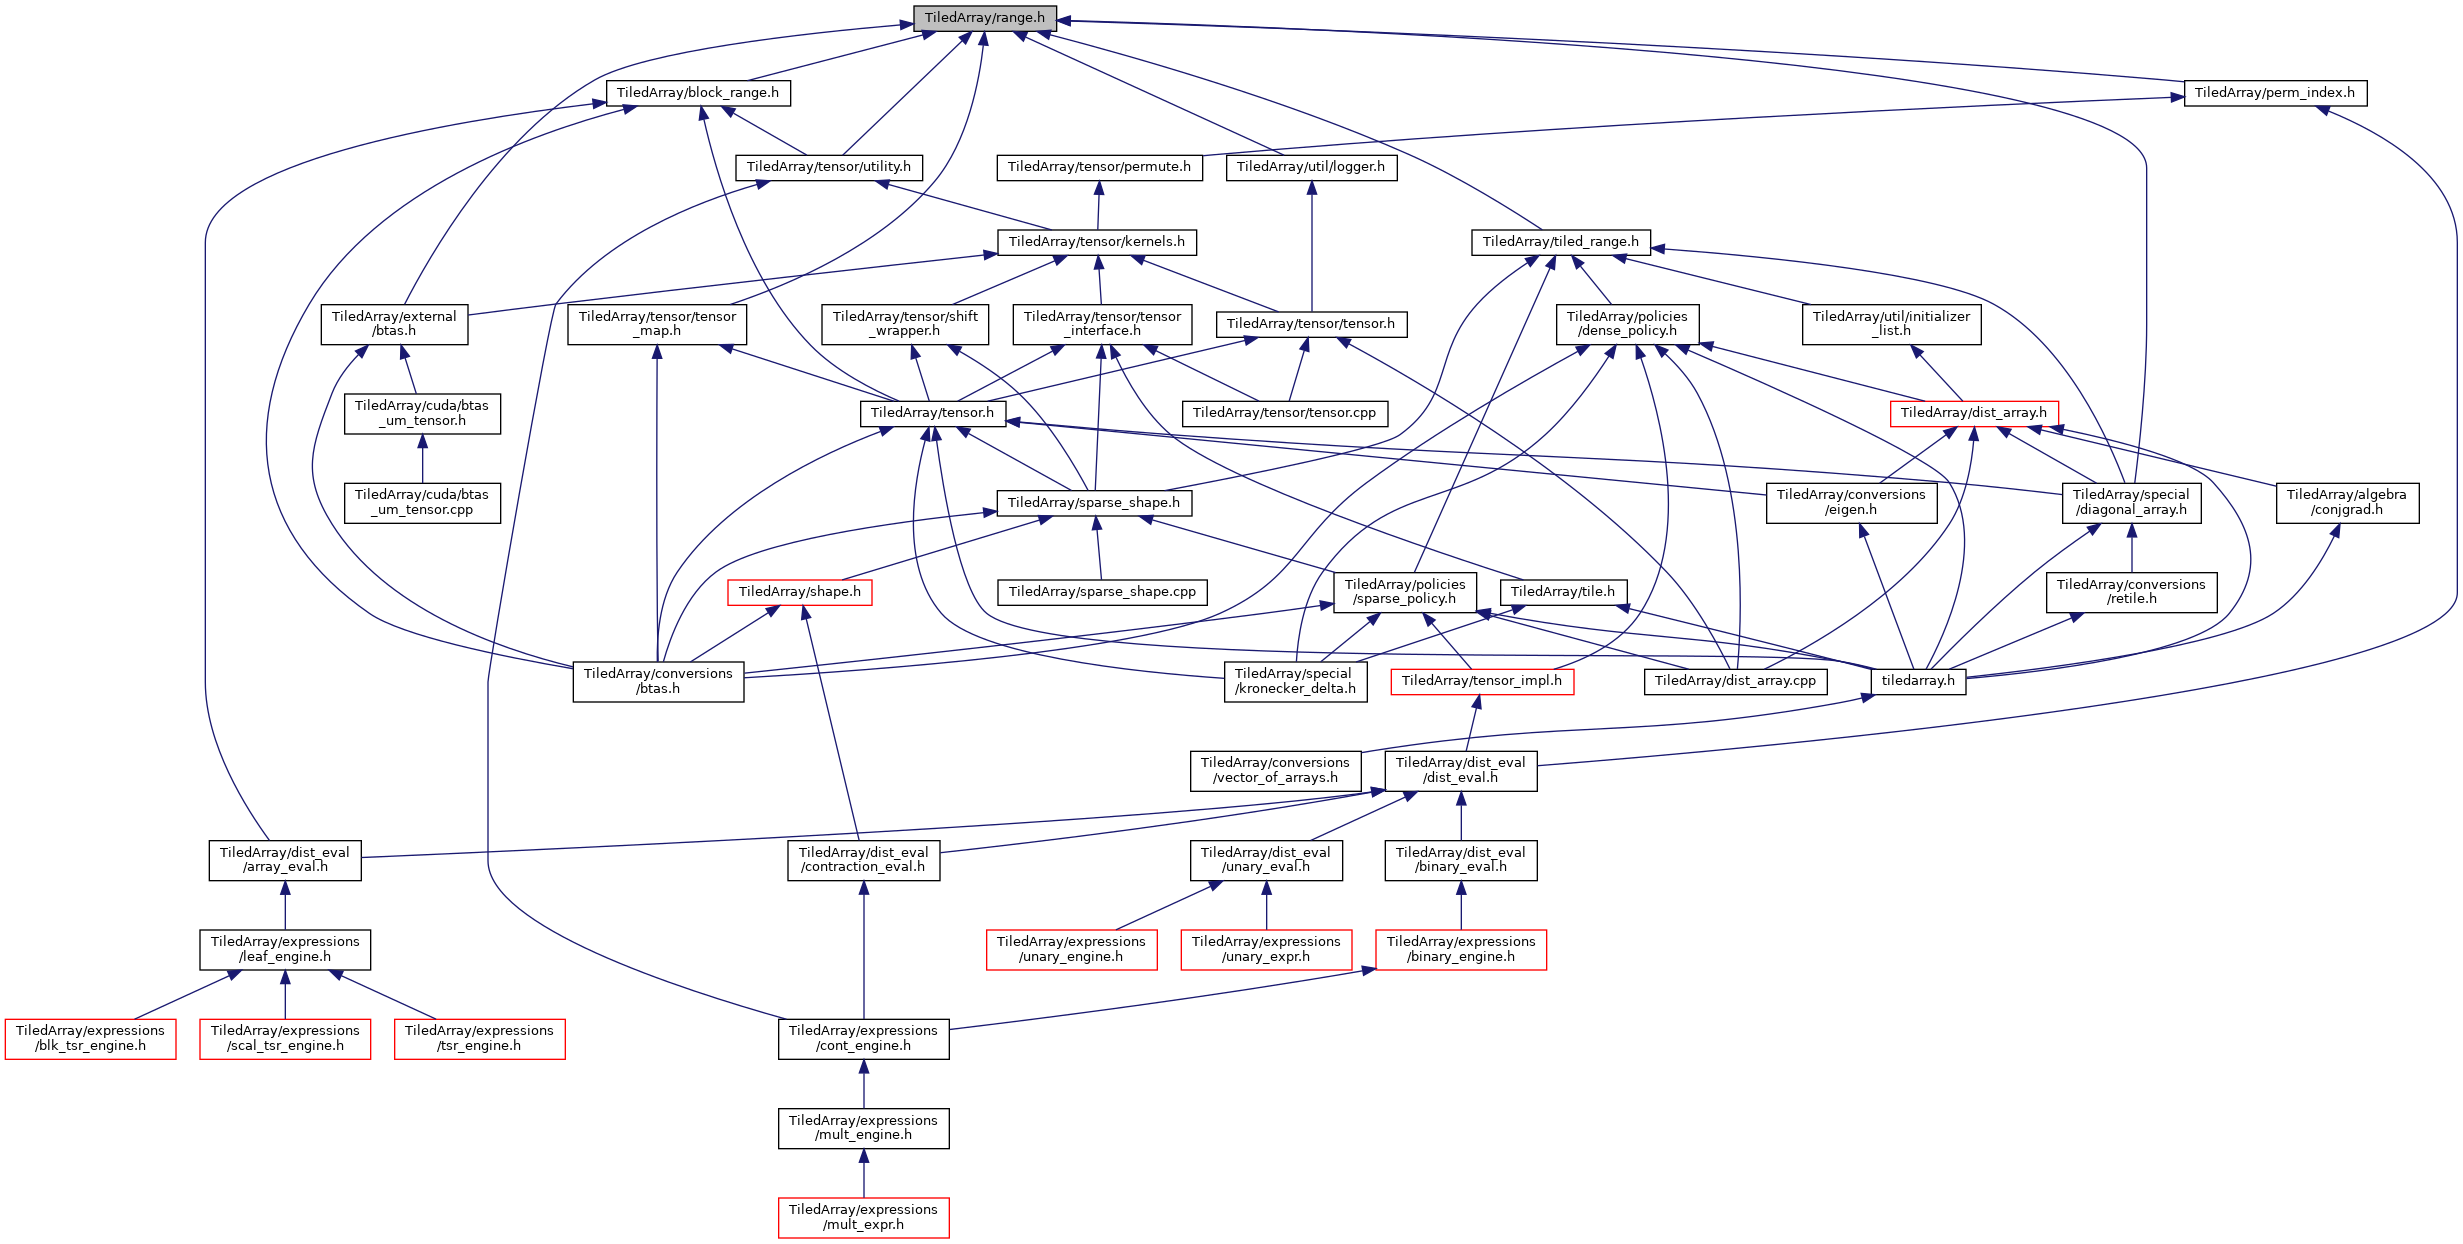 TiledArray/range.h
TiledArray/block_range.h
TiledArray/perm_index.h
TiledArray/tensor/utility.h
TiledArray/tensor/permute.h
TiledArray/util/logger.h
TiledArray/tensor/kernels.h
TiledArray/tiled_range.h
TiledArray/external
/btas.h
TiledArray/tensor/tensor
_map.h
TiledArray/tensor/shift
_wrapper.h
TiledArray/tensor/tensor
_interface.h
TiledArray/tensor/tensor.h
TiledArray/policies
/dense_policy.h
TiledArray/util/initializer
_list.h
TiledArray/cuda/btas
_um_tensor.h
TiledArray/tensor.h
TiledArray/tensor/tensor.cpp
TiledArray/dist_array.h
TiledArray/cuda/btas
_um_tensor.cpp
TiledArray/sparse_shape.h
TiledArray/conversions
/eigen.h
TiledArray/special
/diagonal_array.h
TiledArray/algebra
/conjgrad.h
TiledArray/shape.h
TiledArray/sparse_shape.cpp
TiledArray/policies
/sparse_policy.h
TiledArray/tile.h
TiledArray/conversions
/retile.h
TiledArray/conversions
/btas.h
TiledArray/special
/kronecker_delta.h
TiledArray/tensor_impl.h
TiledArray/dist_array.cpp
tiledarray.h
TiledArray/conversions
/vector_of_arrays.h
TiledArray/dist_eval
/dist_eval.h
TiledArray/dist_eval
/array_eval.h
TiledArray/dist_eval
/contraction_eval.h
TiledArray/dist_eval
/unary_eval.h
TiledArray/dist_eval
/binary_eval.h
TiledArray/expressions
/leaf_engine.h
TiledArray/expressions
/unary_engine.h
TiledArray/expressions
/unary_expr.h
TiledArray/expressions
/binary_engine.h
TiledArray/expressions
/blk_tsr_engine.h
TiledArray/expressions
/scal_tsr_engine.h
TiledArray/expressions
/tsr_engine.h
TiledArray/expressions
/cont_engine.h
TiledArray/expressions
/mult_engine.h
TiledArray/expressions
/mult_expr.h